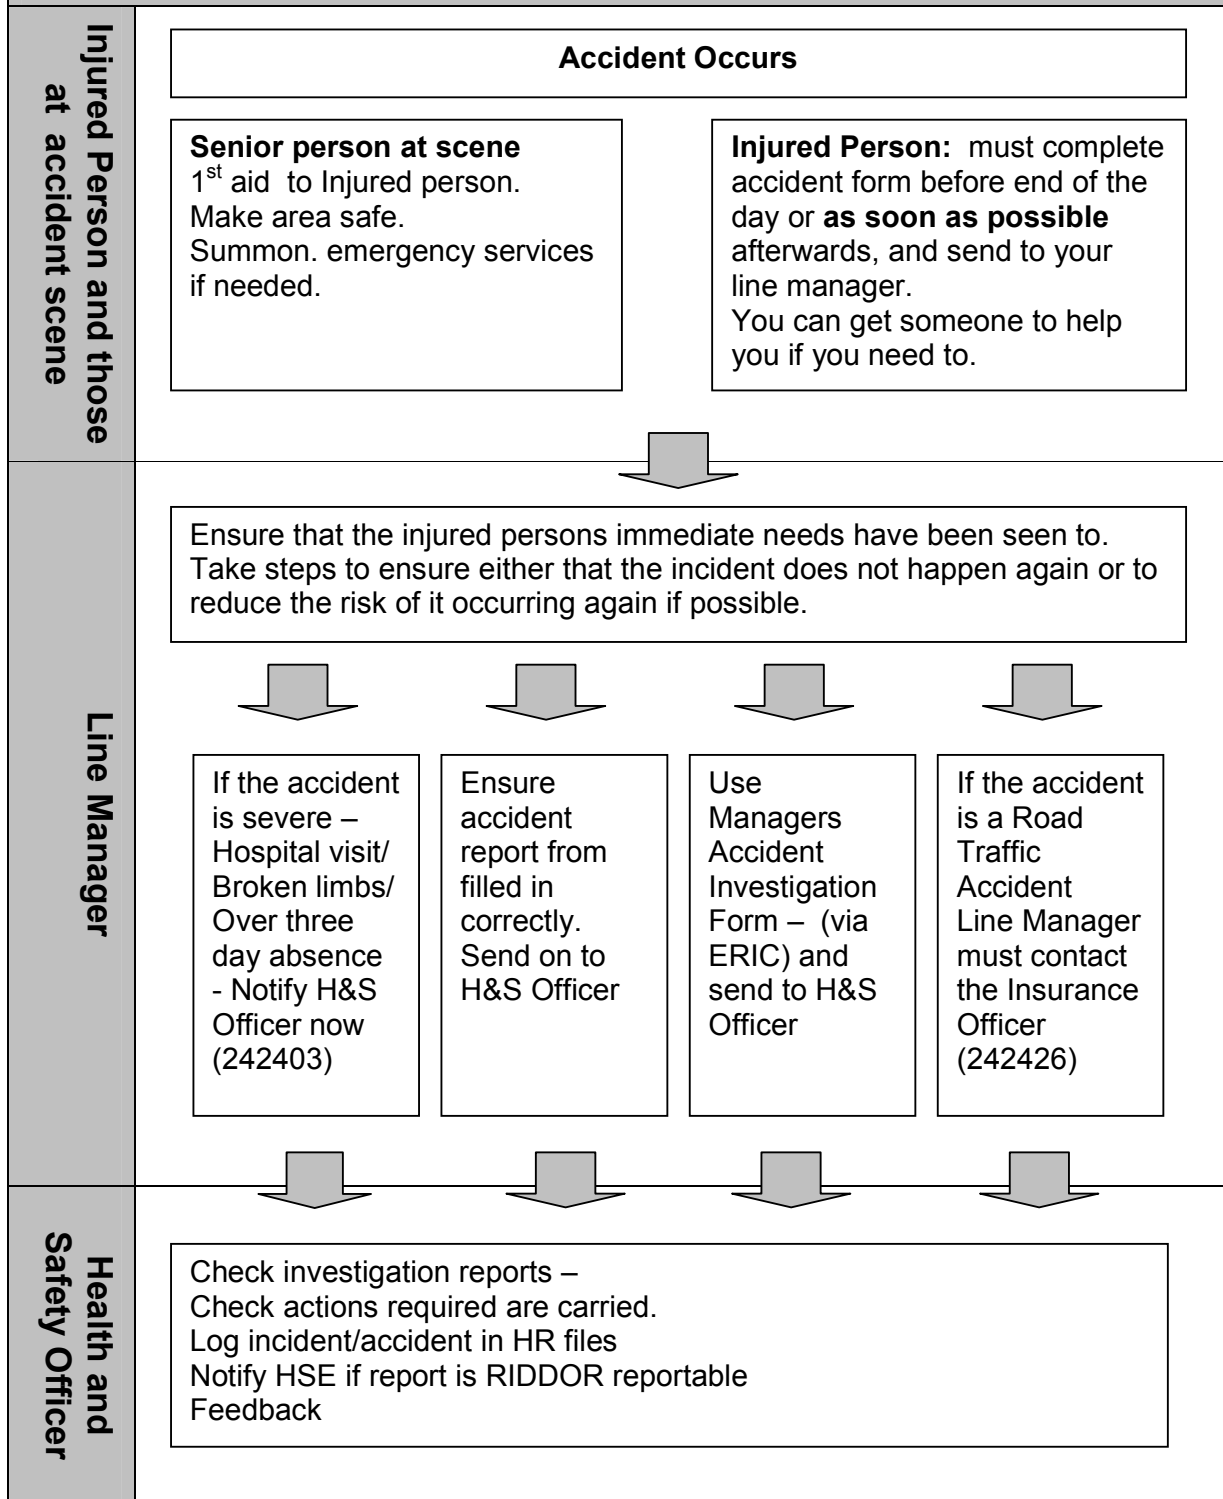 Injured Person and those
at accident scene
Accident Occurs
Senior person at scene
1st aid to Injured person.
Make area safe.
Summon. emergency services
if needed.
Injured Person: must complete
accident form before end of the
day or as soon as possible
afterwards, and send to your
line manager.
You can get someone to help
you if you need to.
Line Manager
Ensure that the injured persons immediate needs have been seen to.
Take steps to ensure either that the incident does not happen again or to
reduce the risk of it occurring again if possible.
If the accident
is severe –
Hospital visit/
Broken limbs/
Over three
day absence
- Notify H&S
Officer now
(242403)
Ensure
accident
report from
filled in
correctly.
Send on to
H&S Officer
Use
Managers
Accident
Investigation
Form – (via
ERIC) and
send to H&S
Officer
If the accident
is a Road
Traffic
Accident
Line Manager
must contact
the Insurance
Officer
(242426)
Health and
Safety Officer
Check investigation reports –
Check actions required are carried.
Log incident/accident in HR files
Notify HSE if report is RIDDOR reportable
Feedback